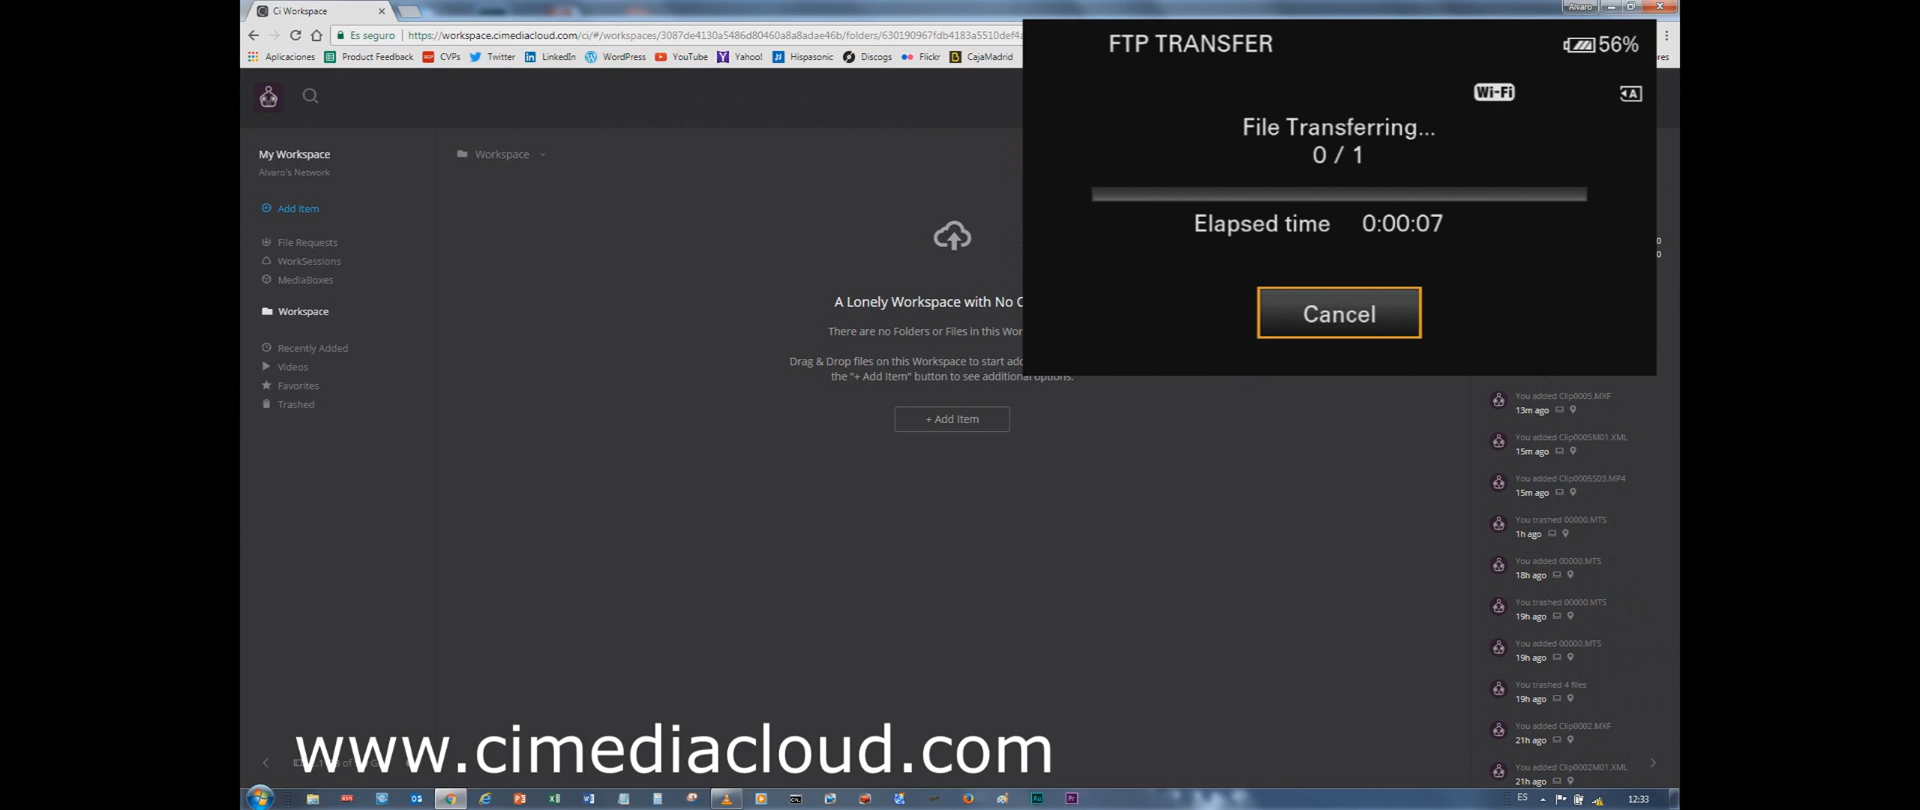 Ci Workspace
Alvaro
Es seguro
https://workspace.cimediacloud.com/ci/#/workspaces/3087de4130a5486d80460a8a8adae46b/folders/630190967fdb4183a5510def4a
Aplicaciones
Product Feedback
CVPs
Twitter
LinkedIn
WordPress
YouTube
Yahoo!
Hispasonic
Discogs
Flickr
CajaMadrid
FTP TRANSFER
56%
Wi-Fi
A
File Transferring...
0 / 1
Elapsed time 0:00:07
Cancel
My Workspace
Alvaro's Network
Add Item
File Requests
WorkSessions
MediaBoxes
Workspace
Recently Added
Videos
Favorites
Trashed
Workspace
A Lonely Workspace with No C
There are no Folders or Files in this Wor
Drag & Drop files on this Workspace to start add
the "+ Add Item" button to see additional options.
+ Add Item
You added Clip0005.MXF
13m ago
You added Clip0005M01.XML
15m ago
You added Clip0005S03.MP4
15m ago
You trashed 00000.MTS
1h ago
You added 00000.MTS
18h ago
You trashed 00000.MTS
19h ago
You added 00000.MTS
19h ago
You trashed 4 files
19h ago
You added Clip0002.MXF
21h ago
You added Clip0002M01.XML
21h ago
www.cimediacloud.com
ES
12:33